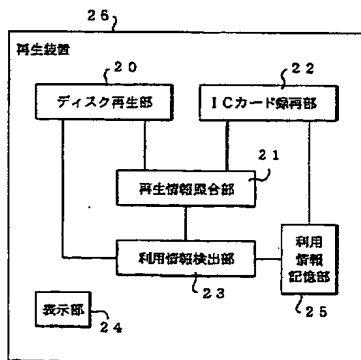 26
再生装置
20
22
ディスク再生部
ICカード録再部
21
再生情報照合部
利用情報検出部
利用
情報
記憶部
表示部
24
23
25